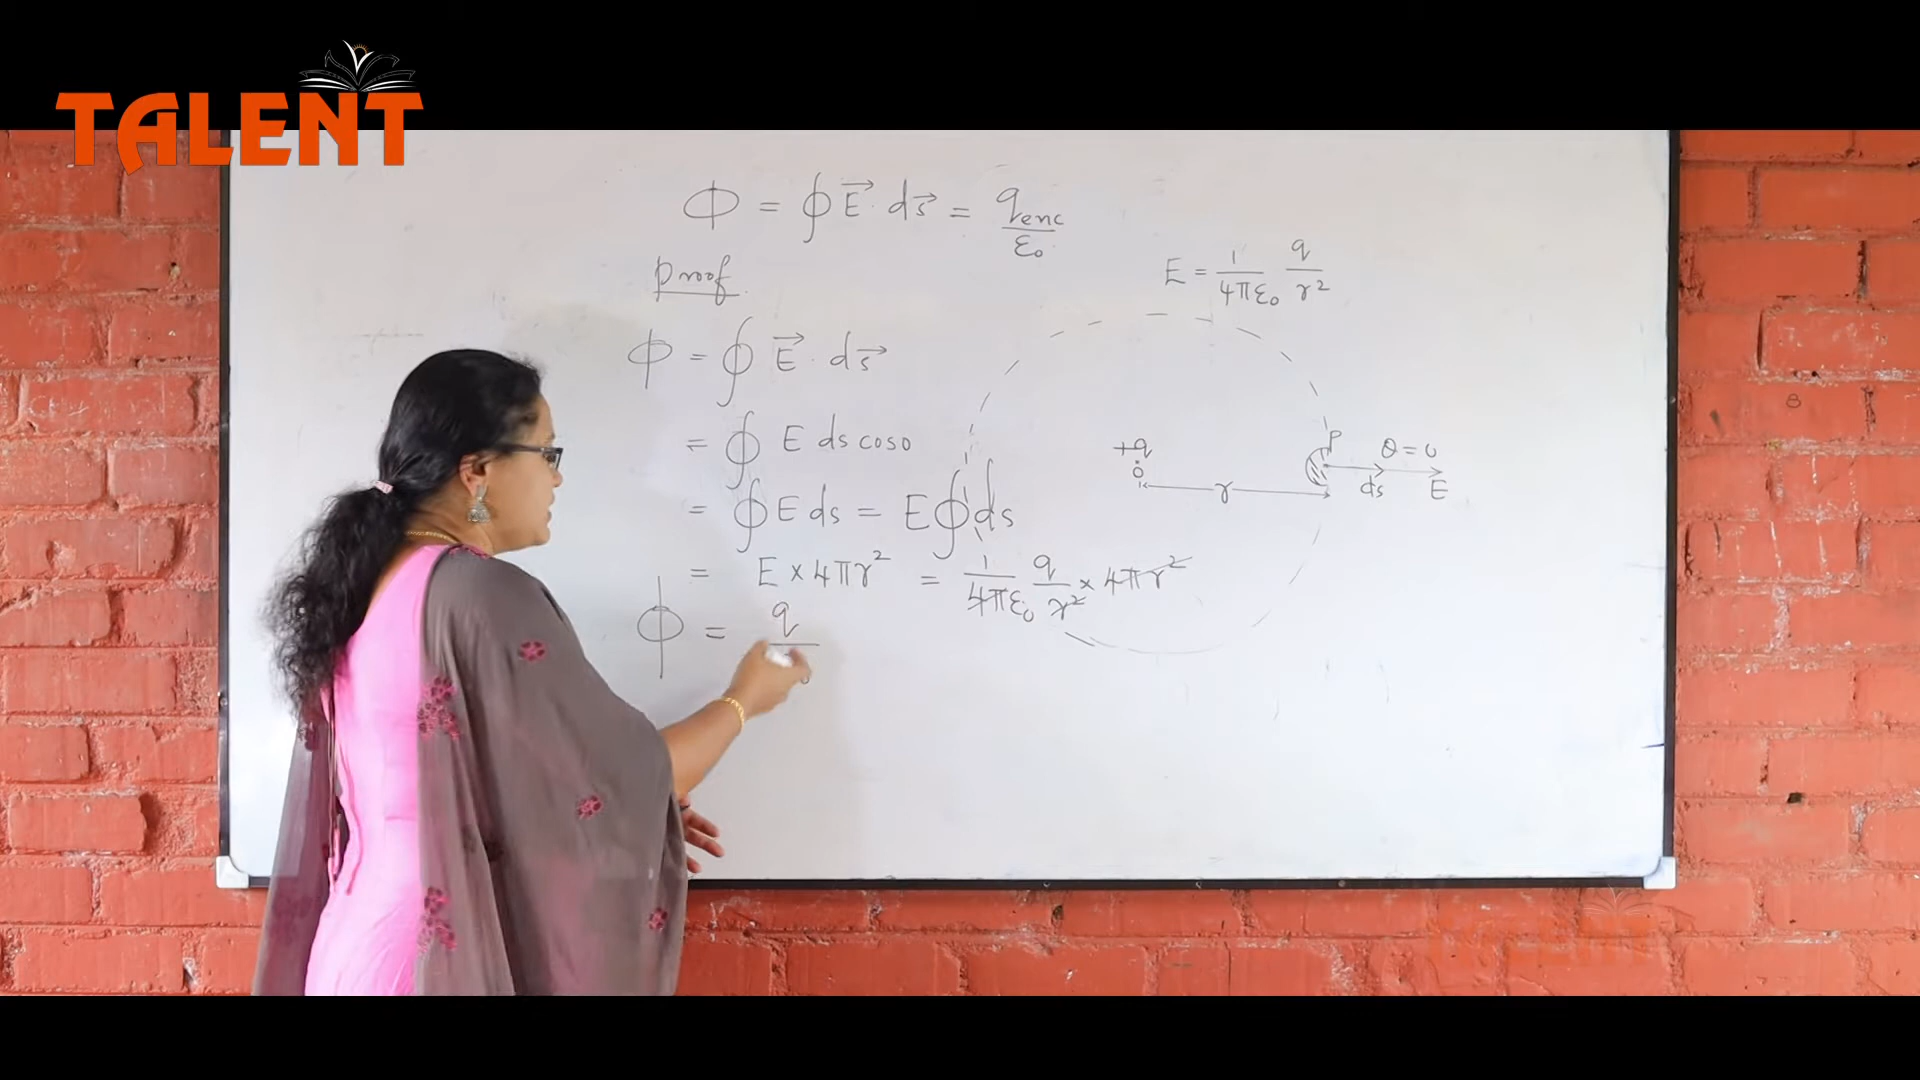 TALENT
Φ = ∮ E⃗ · ds⃗ = qenc/ε₀
proof
E = 1/4πε₀ q/r²
ϕ = ∮ E⃗ · ds⃗
= ∮ E ds cos0
+q
O
r
P
θ = 0
ds
E
= ∮ E ds = E ∮ ds
= E × 4πr² = 1/4πε₀ q/r² × 4πr²
ϕ = q